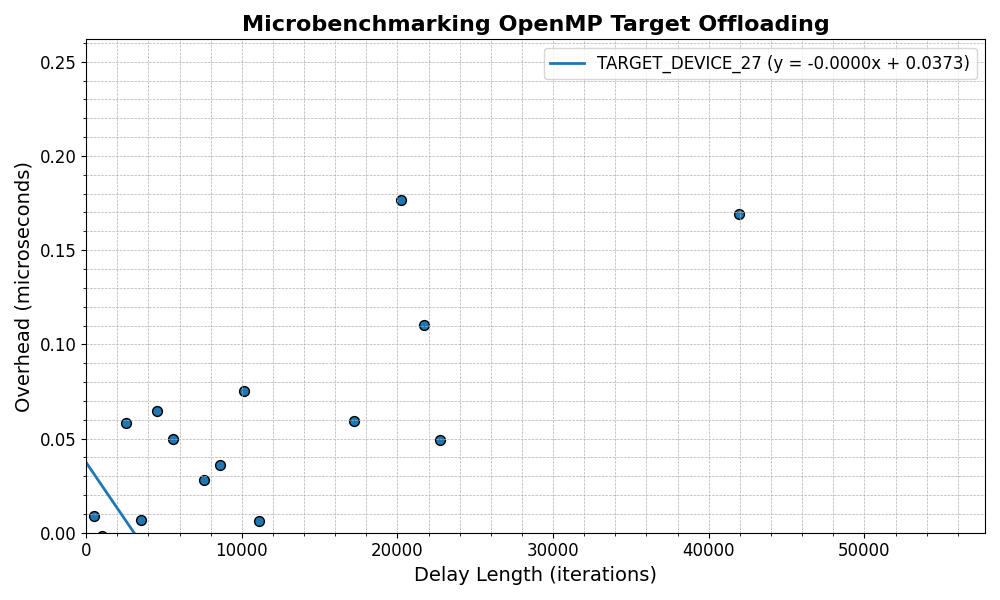 Microbenchmarking OpenMP Target Offloading
TARGET_DEVICE_27 (y = -0.0000x + 0.0373)
Overhead (microseconds)
0.25
0.20
0.15
0.10
0.05
0.00
0 10000 20000 30000 40000 50000
Delay Length (iterations)